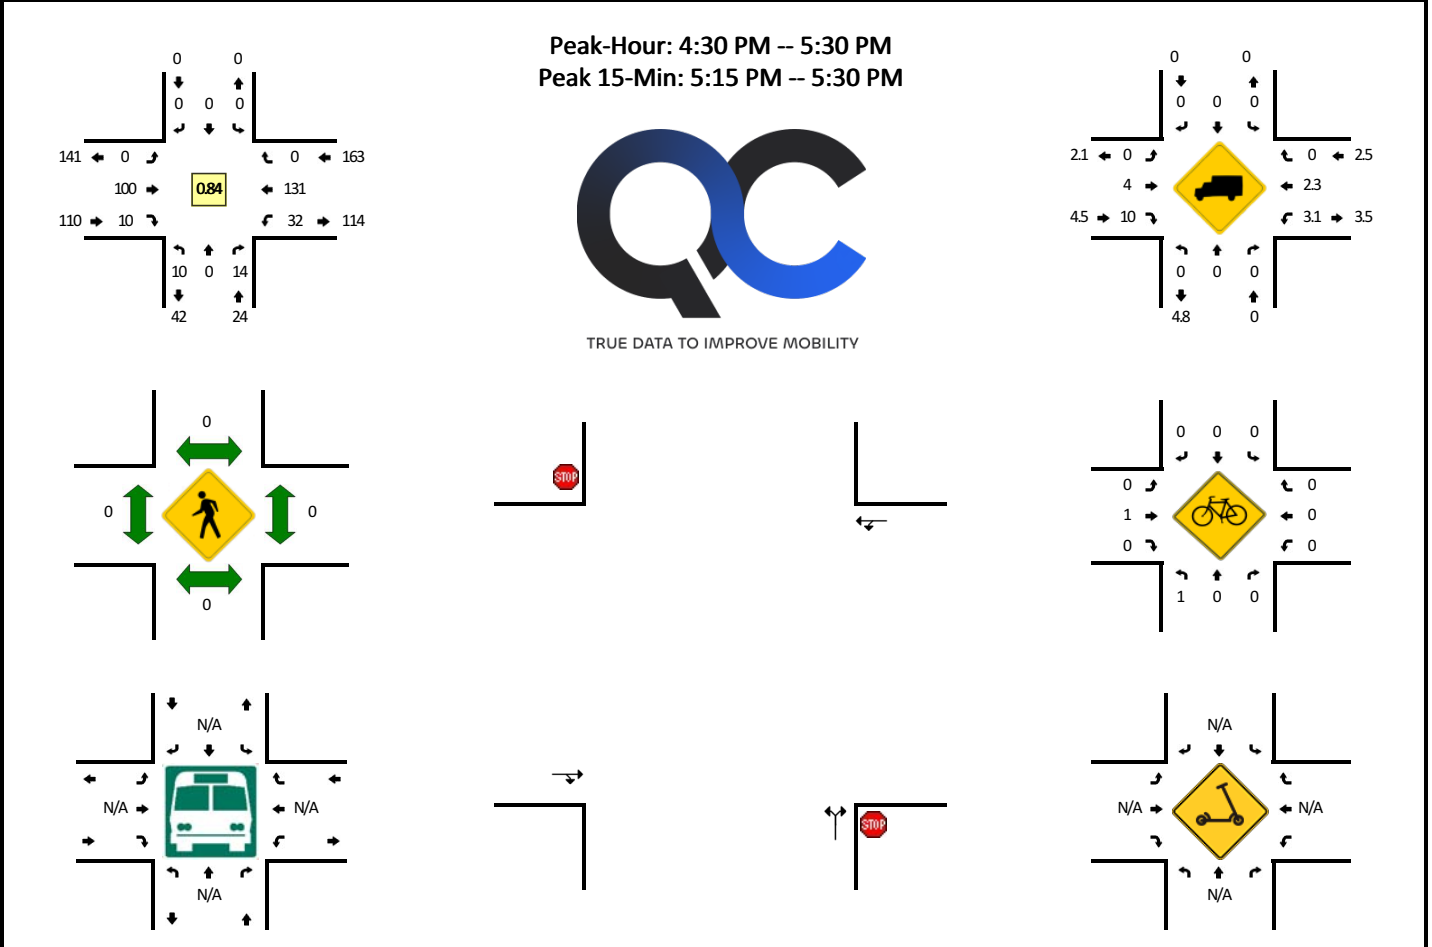 Peak-Hour: 4:30 PM -- 5:30 PM
Peak 15-Min: 5:15 PM -- 5:30 PM
0 0
0 0 0
141 0 0 163
100 0.84 131
110 10 32 114
10 0 14
42 24
QC
TRUE DATA TO IMPROVE MOBILITY
0 0
0 0 0
2.1 0 0 2.5
4 2.3
4.5 10 3.1 3.5
0 0 0
4.8 0
0
0 0
0
STOP
STOP
0 0 0
0 0
1 0
0 0
1 0 0
N/A
N/A N/A
N/A
N/A
N/A N/A
N/A